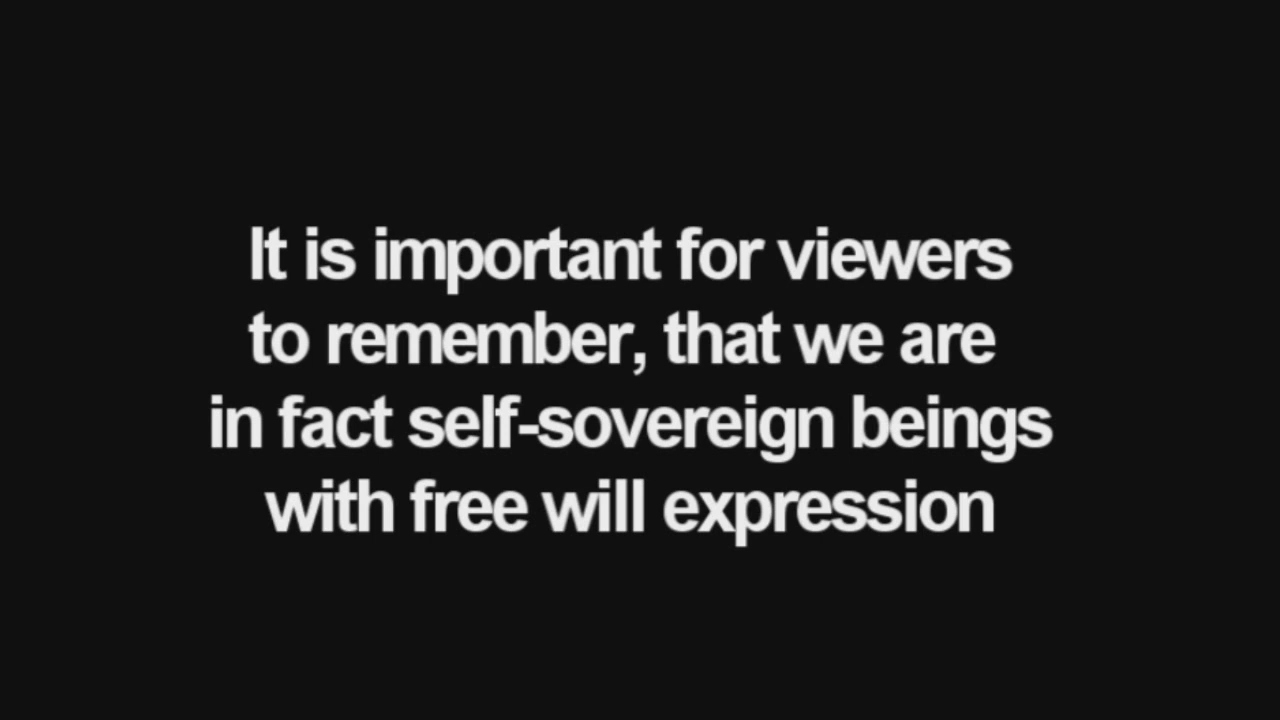 It is important for viewers
to remember, that we are
in fact self-sovereign beings
with free will expression